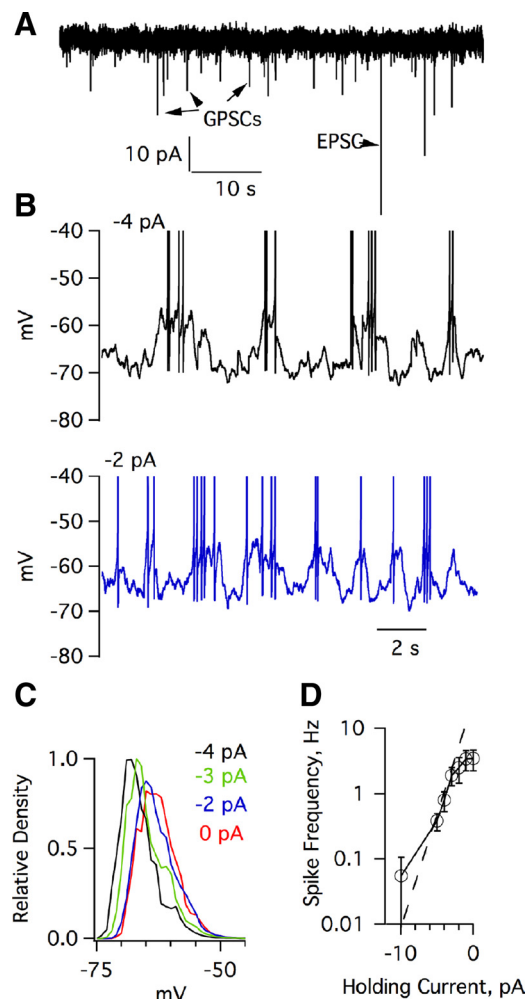 A
GPSCs
EPSC
10 pA
10 s
B
-4 pA
-40
-50
-60
-70
-80
mV
-2 pA
-40
-50
-60
-70
-80
mV
2 s
C
Relative Density
1.0
0.5
0.0
-4 pA
-3 pA
-2 pA
0 pA
-75
-50
mV
D
Spike Frequency, Hz
10
1
0.1
0.01
-10
0
Holding Current, pA